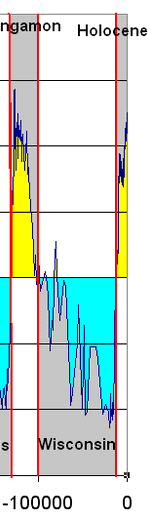 ngamon
Holocene
s
Wisconsin
-100000
0